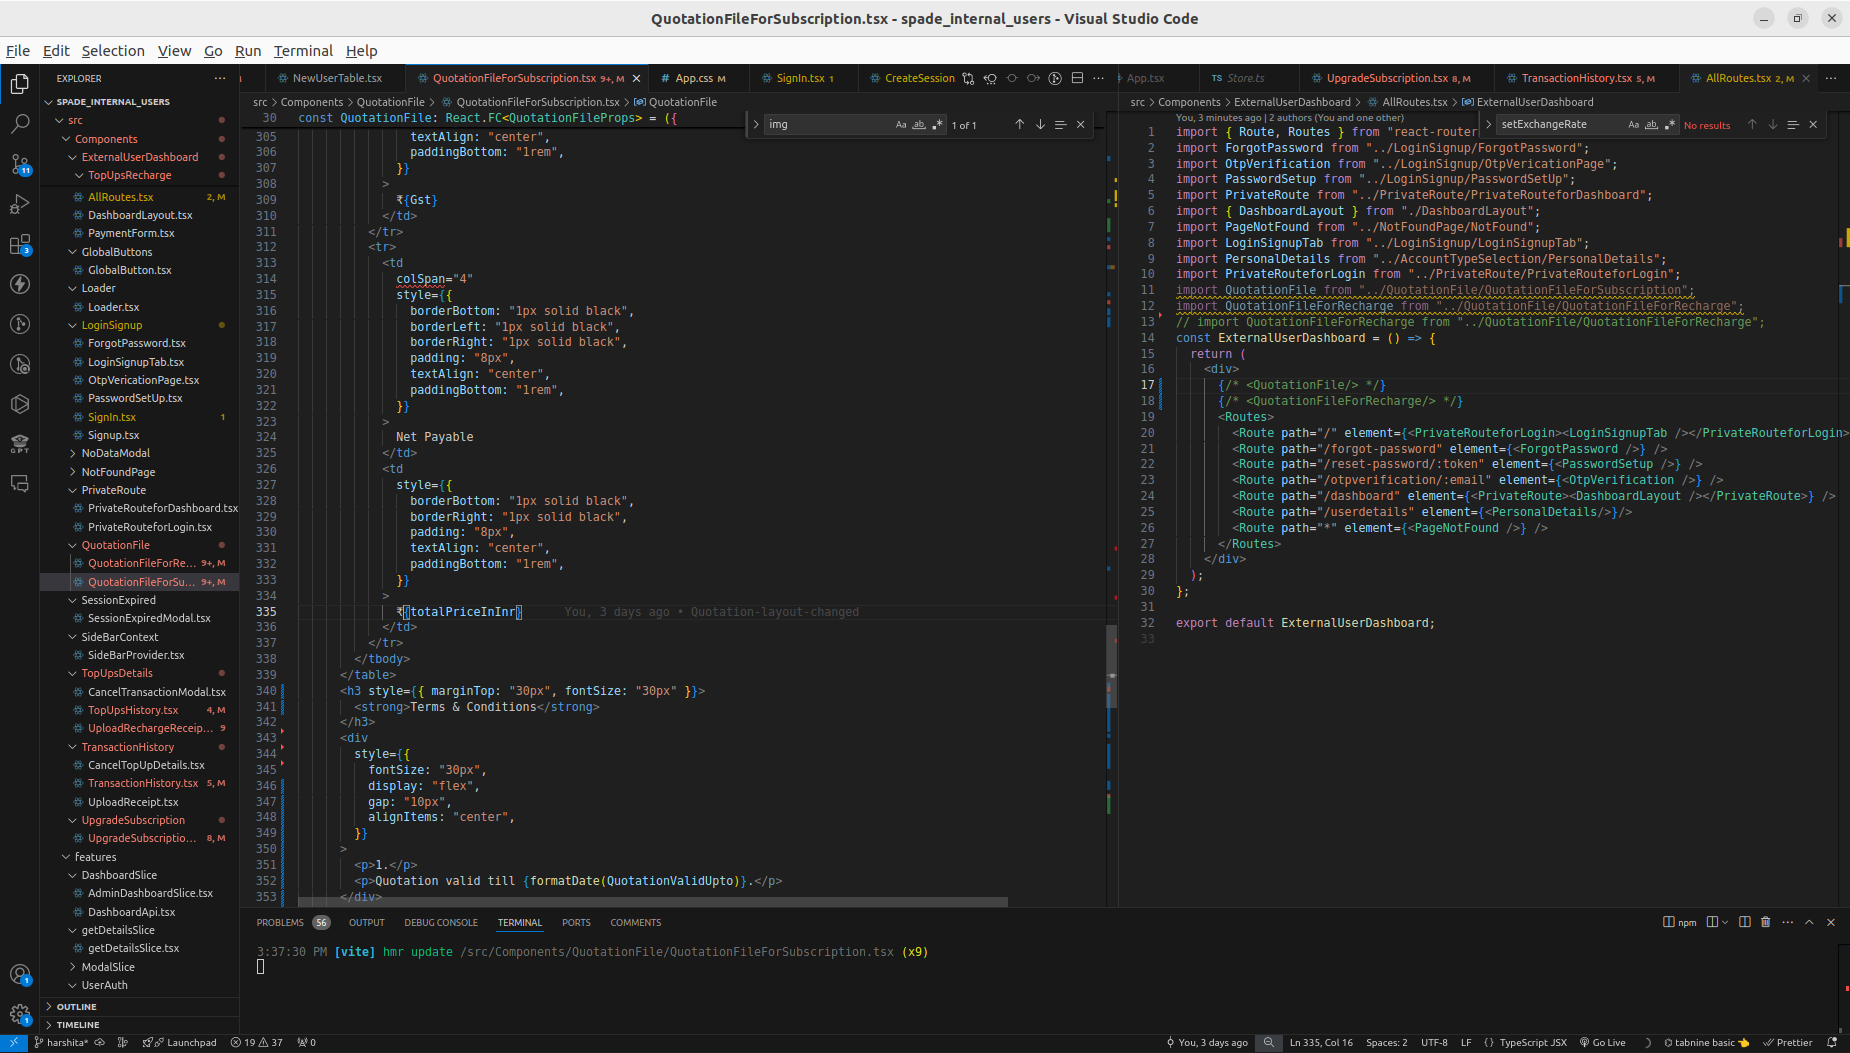 QuotationFileForSubscription.tsx - spade_internal_users - Visual Studio Code
File Edit Selection View Go Run Terminal Help
EXPLORER
SPADE_INTERNAL_USERS
src
Components
ExternalUserDashboard
TopUpsRecharge
AllRoutes.tsx 2, M
DashboardLayout.tsx
PaymentForm.tsx
GlobalButtons
GlobalButton.tsx
Loader
Loader.tsx
LoginSignup
ForgotPassword.tsx
LoginSignupTab.tsx
OtpVericationPage.tsx
PasswordSetUp.tsx
SignIn.tsx 1
Signup.tsx
NoDataModal
NotFoundPage
PrivateRoute
PrivateRouteforDashboard.tsx
PrivateRouteforLogin.tsx
QuotationFile
QuotationFileForRe... 9+, M
QuotationFileForSu... 9+, M
SessionExpired
SessionExpiredModal.tsx
SideBarContext
SideBarProvider.tsx
TopUpsDetails
CancelTransactionModal.tsx
TopUpsHistory.tsx 4, M
UploadRechargeReceip... 9
TransactionHistory
CancelTopUpDetails.tsx
TransactionHistory.tsx 5, M
UploadReceipt.tsx
UpgradeSubscription
UpgradeSubscriptio... 8, M
features
DashboardSlice
AdminDashboardSlice.tsx
DashboardApi.tsx
getDetailsSlice
getDetailsSlice.tsx
ModalSlice
UserAuth
OUTLINE
TIMELINE
11
3
GPT
1
1
NewUserTable.tsx QuotationFileForSubscription.tsx 9+, M App.css M SignIn.tsx 1 CreateSession
src > Components > QuotationFile > QuotationFileForSubscription.tsx > QuotationFile
img Aa ab 1 of 1
30 const QuotationFile: React.FC<QuotationFileProps> = ({
305 textAlign: "center",
306 paddingBottom: "1rem",
307 }}
308 >
309 ₹{Gst}
310 </td>
311 </tr>
312 <tr>
313 <td
314 colSpan="4"
315 style={{
316 borderBottom: "1px solid black",
317 borderLeft: "1px solid black",
318 borderRight: "1px solid black",
319 padding: "8px",
320 textAlign: "center",
321 paddingBottom: "1rem",
322 }}
323 >
324 Net Payable
325 </td>
326 <td
327 style={{
328 borderBottom: "1px solid black",
329 borderRight: "1px solid black",
330 padding: "8px",
331 textAlign: "center",
332 paddingBottom: "1rem",
333 }}
334 >
335 ₹{totalPriceInInr} You, 3 days ago • Quotation-layout-changed
336 </td>
337 </tr>
338 </tbody>
339 </table>
340 <h3 style={{ marginTop: "30px", fontSize: "30px" }}>
341 <strong>Terms & Conditions</strong>
342 </h3>
343 <div
344 style={{
345 fontSize: "30px",
346 display: "flex",
347 gap: "10px",
348 alignItems: "center",
349 }}
350 >
351 <p>1.</p>
352 <p>Quotation valid till {formatDate(QuotationValidUpto)}.</p>
353 </div>
App.tsx TS Store.ts UpgradeSubscription.tsx 8, M TransactionHistory.tsx 5, M AllRoutes.tsx 2, M
src > Components > ExternalUserDashboard > AllRoutes.tsx > ExternalUserDashboard
setExchangeRate Aa ab No results
You, 3 minutes ago | 2 authors (You and one other)
1 import { Route, Routes } from "react-router
2 import ForgotPassword from "../LoginSignup/ForgotPassword";
3 import OtpVerification from "../LoginSignup/OtpVericationPage";
4 import PasswordSetup from "../LoginSignup/PasswordSetUp";
5 import PrivateRoute from "../PrivateRoute/PrivateRouteforDashboard";
6 import { DashboardLayout } from "./DashboardLayout";
7 import PageNotFound from "../NotFoundPage/NotFound";
8 import LoginSignupTab from "../LoginSignup/LoginSignupTab";
9 import PersonalDetails from "../AccountTypeSelection/PersonalDetails";
10 import PrivateRouteforLogin from "../PrivateRoute/PrivateRouteforLogin";
11 import QuotationFile from "../QuotationFile/QuotationFileForSubscription";
12 import QuotationFileForRecharge from "../QuotationFile/QuotationFileForRecharge";
13 // import QuotationFileForRecharge from "../QuotationFile/QuotationFileForRecharge";
14 const ExternalUserDashboard = () => {
15 return (
16 <div>
17 {/* <QuotationFile/> */}
18 {/* <QuotationFileForRecharge/> */}
19 <Routes>
20 <Route path="/" element={<PrivateRouteforLogin><LoginSignupTab /></PrivateRouteforLogin>
21 <Route path="/forgot-password" element={<ForgotPassword />} />
22 <Route path="/reset-password/:token" element={<PasswordSetup />} />
23 <Route path="/otpverification/:email" element={<OtpVerification />} />
24 <Route path="/dashboard" element={<PrivateRoute><DashboardLayout /></PrivateRoute>} />
25 <Route path="/userdetails" element={<PersonalDetails/>}/>
26 <Route path="*" element={<PageNotFound />} />
27 </Routes>
28 </div>
29 );
30 };
31
32 export default ExternalUserDashboard;
33
PROBLEMS 56 OUTPUT DEBUG CONSOLE TERMINAL PORTS COMMENTS npm
3:37:30 PM [vite] hmr update /src/Components/QuotationFile/QuotationFileForSubscription.tsx (x9)
harshita* Launchpad 19 37 0 You, 3 days ago Ln 335, Col 16 Spaces: 2 UTF-8 LF {} TypeScript JSX Go Live tabnine basic Prettier